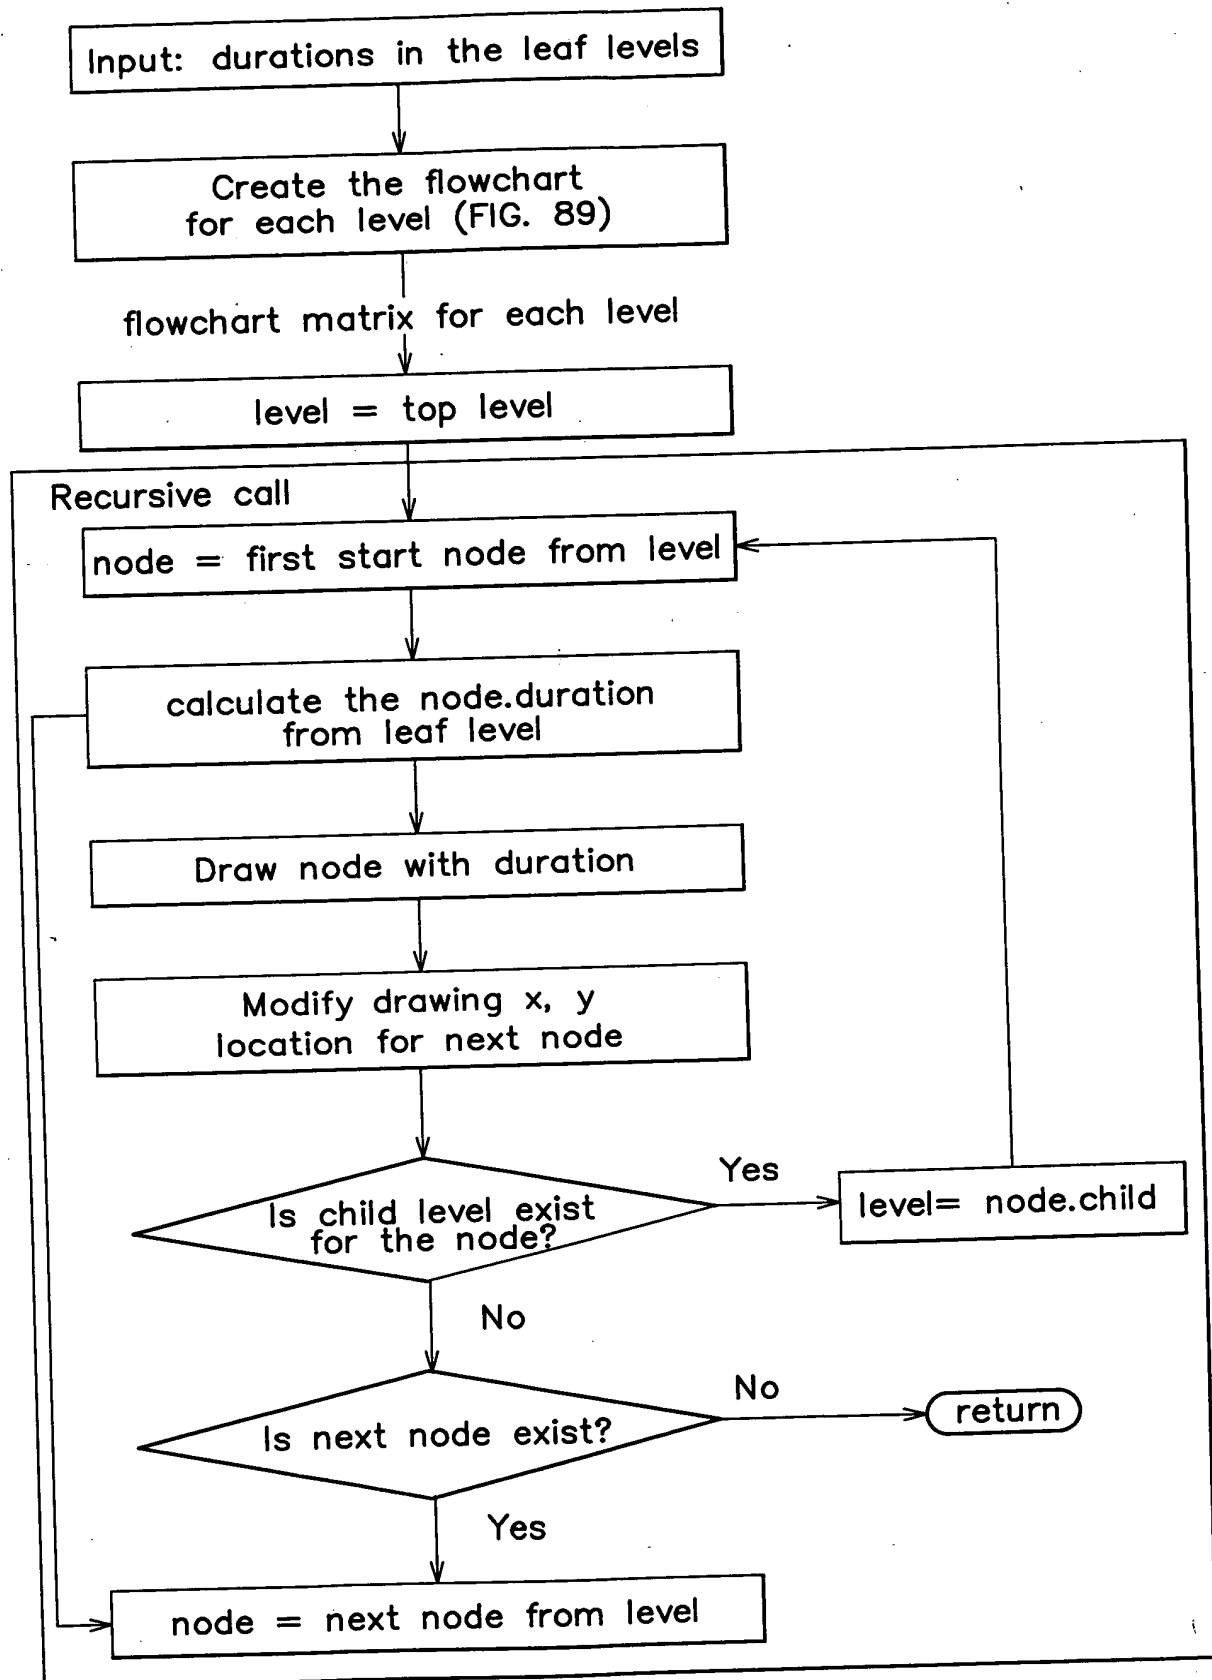 Input: durations in the leaf levels
Create the flowchart
for each level (FIG. 89)
flowchart matrix for each level
level = top level
Recursive call
node = first start node from level
calculate the node.duration
from leaf level
Draw node with duration
Modify drawing x, y
location for next node
Is child level exist
for the node?
Yes
level= node.child
No
Is next node exist?
No
return
Yes
node = next node from level